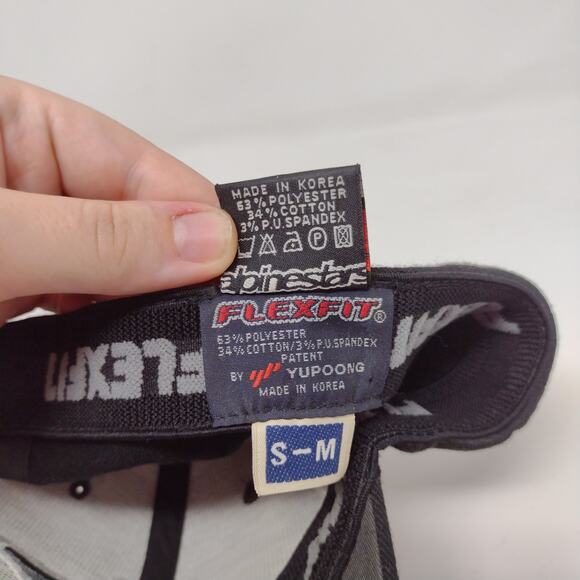 MADE IN KOREA
63% POLYESTER
34% COTTON
3% P.U.SPANDEX
alpinestars
FLEXFIT®
63% POLYESTER
34% COTTON/3% P.U.SPANDEX
PATENT
BY YUPOONG
MADE IN KOREA
FLEXFIT
S-M